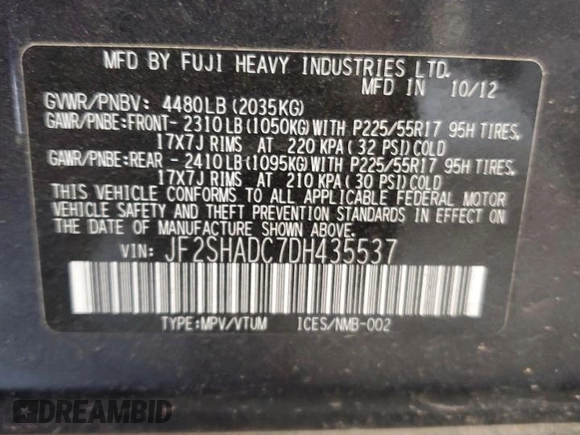 MFD BY FUJI HEAVY INDUSTRIES LTD.
MFD IN 10/12
GVWR/PNBV: 4480LB(2035KG)
GAWR/PNBE:FRONT-2310LB(1050KG)WITH P225/55R17 95H TIRES,
17X7J RIMS AT 220KPA(32 PSI)COLD
GAWR/PNBE:REAR -2410LB(1095KG)WITH P225/55R17 95H TIRES,
17X7J RIMS AT 210KPA(30 PSI)COLD
THIS VEHICLE CONFORMS TO ALL APPLICABLE FEDERAL MOTOR
VEHICLE SAFETY AND THEFT PREVENTION STANDARDS IN EFFECT ON
THE DATE OF MANUFACTURE SHOWN ABOVE.
VIN: JF2SHADC7DH435537
TYPE:MPV/VTUM ICES/NMB-002
DREAMBID